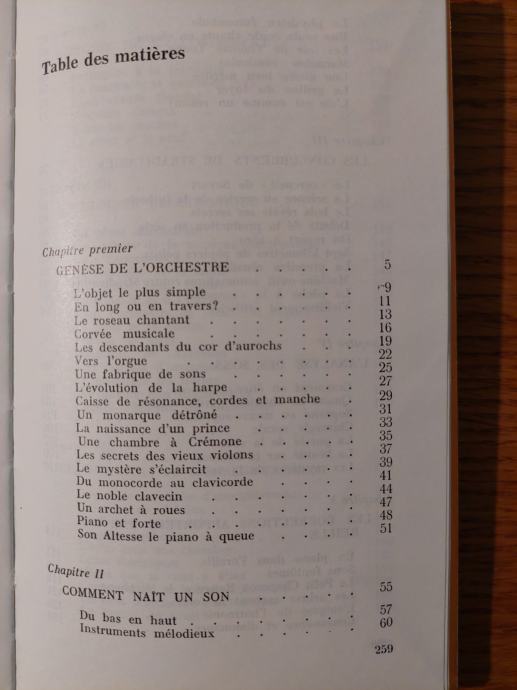 Table des matières
Chapitre premier
GENÈSE DE L'ORCHESTRE . . . . . 5
L'objet le plus simple . . . . . . 9
En long ou en travers? . . . . . . 11
Le roseau chantant . . . . . . 13
Corvée musicale . . . . . . . 16
Les descendants du cor d'aurochs . . . 19
Vers l'orgue . . . . . . . 22
Une fabrique de sons . . . . . . 25
L'évolution de la harpe . . . . . 27
Caisse de résonance, cordes et manche . 29
Un monarque détrôné . . . . . 31
La naissance d'un prince . . . . . 33
Une chambre à Crémone . . . . . 35
Les secrets des vieux violons . . . . 37
Le mystère s'éclaircit . . . . . . 39
Du monocorde au clavicorde . . . . 41
Le noble clavecin . . . . . . 44
Un archet à roues . . . . . . 47
Piano et forte . . . . . . . 48
Son Altesse le piano à queue . . . . 51
Chapitre II
COMMENT NAÎT UN SON . . . . . 55
Du bas en haut . . . . . . . 57
Instruments mélodieux . . . . . . 60
259